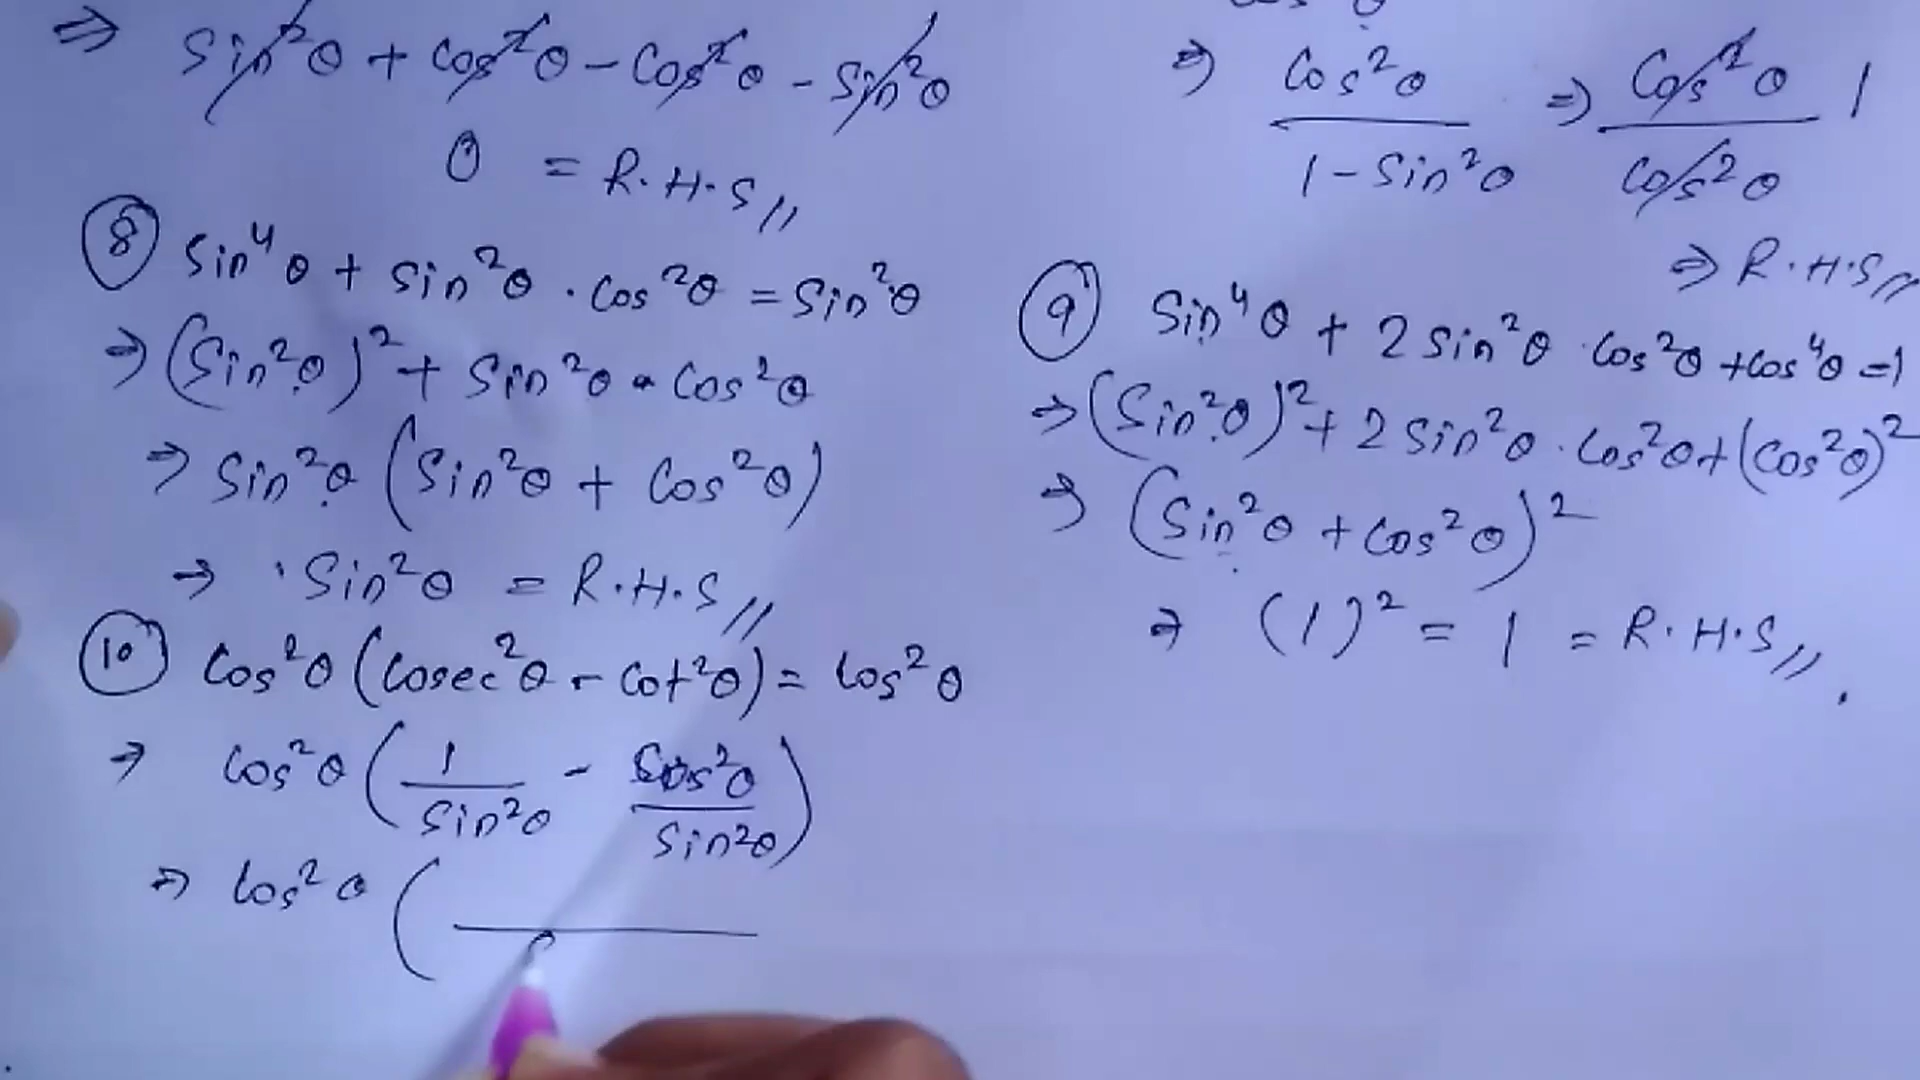 ⇒ Sin²θ + Cos²θ - Cos²θ - Sin²θ
0 = R.H.S //
⑧ Sin⁴θ + Sin²θ . Cos²θ = Sin²θ
⇒ (Sin²θ)² + Sin²θ . Cos²θ
⇒ Sin²θ (Sin²θ + Cos²θ)
⇒ Sin²θ = R.H.S //
⑩ Cos²θ (Cosec²θ - Cot²θ) = Cos²θ
⇒ Cos²θ (1/Sin²θ - Cos²θ/Sin²θ)
⇒ Cos²θ (
⇒ Cos²θ/1 - Sin²θ ⇒ Cos²θ/Cos²θ 1
⇒ R.H.S //
⑨ Sin⁴θ + 2 Sin²θ . Cos²θ + Cos⁴θ = 1
⇒ (Sin²θ)² + 2 Sin²θ . Cos²θ + (Cos²θ)²
⇒ (Sin²θ + Cos²θ)²
⇒ (1)² = 1 = R.H.S //.